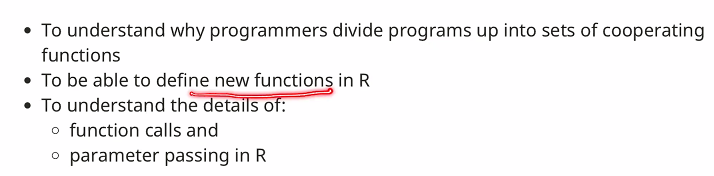 To understand why programmers divide programs up into sets of cooperating
functions
To be able to define new functions in R
To understand the details of:
function calls and
parameter passing in R